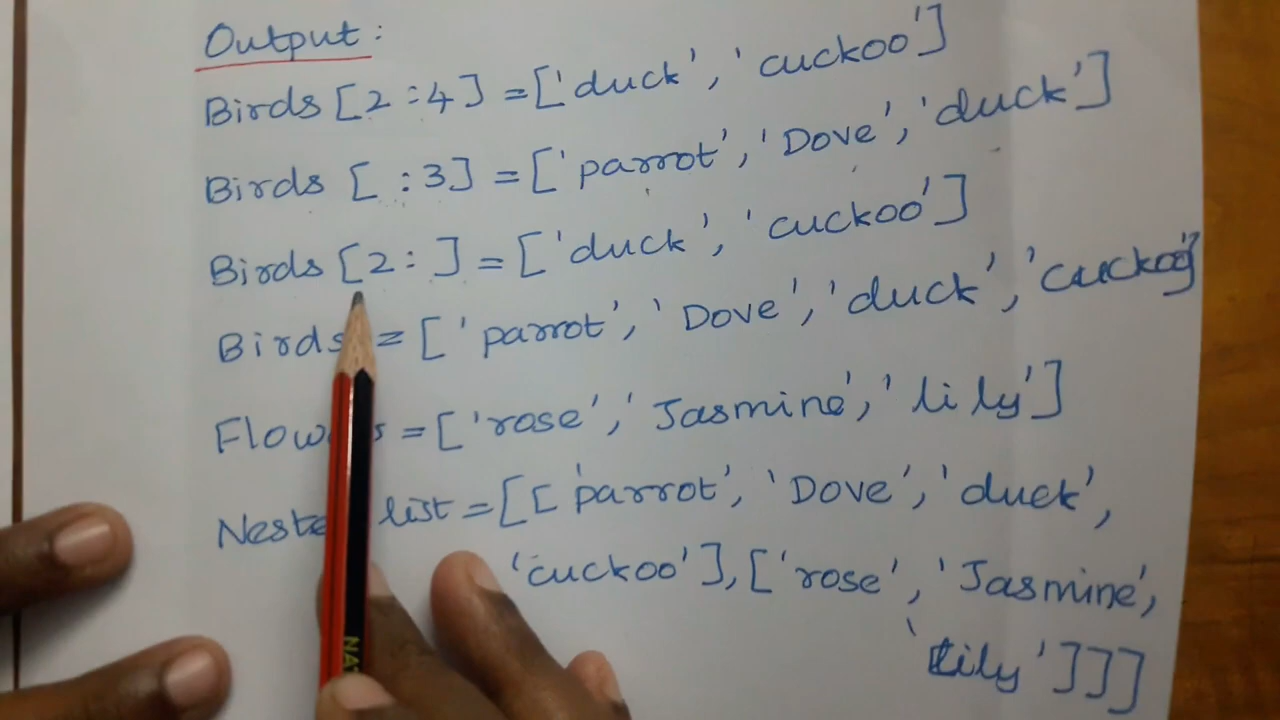 Output:
Birds [2:4] = ['duck', 'cuckoo']
Birds [:3] = ['parrot', 'Dove', 'duck']
Birds [2: ] = ['duck', 'cuckoo']
Birds = ['parrot', 'Dove', 'duck', 'cuckoo']
= ['rose', 'Jasmine', 'lily']
list = [['parrot', 'Dove', 'duck',
'cuckoo'], ['rose', 'Jasmine',
'Lily']]]
NAT